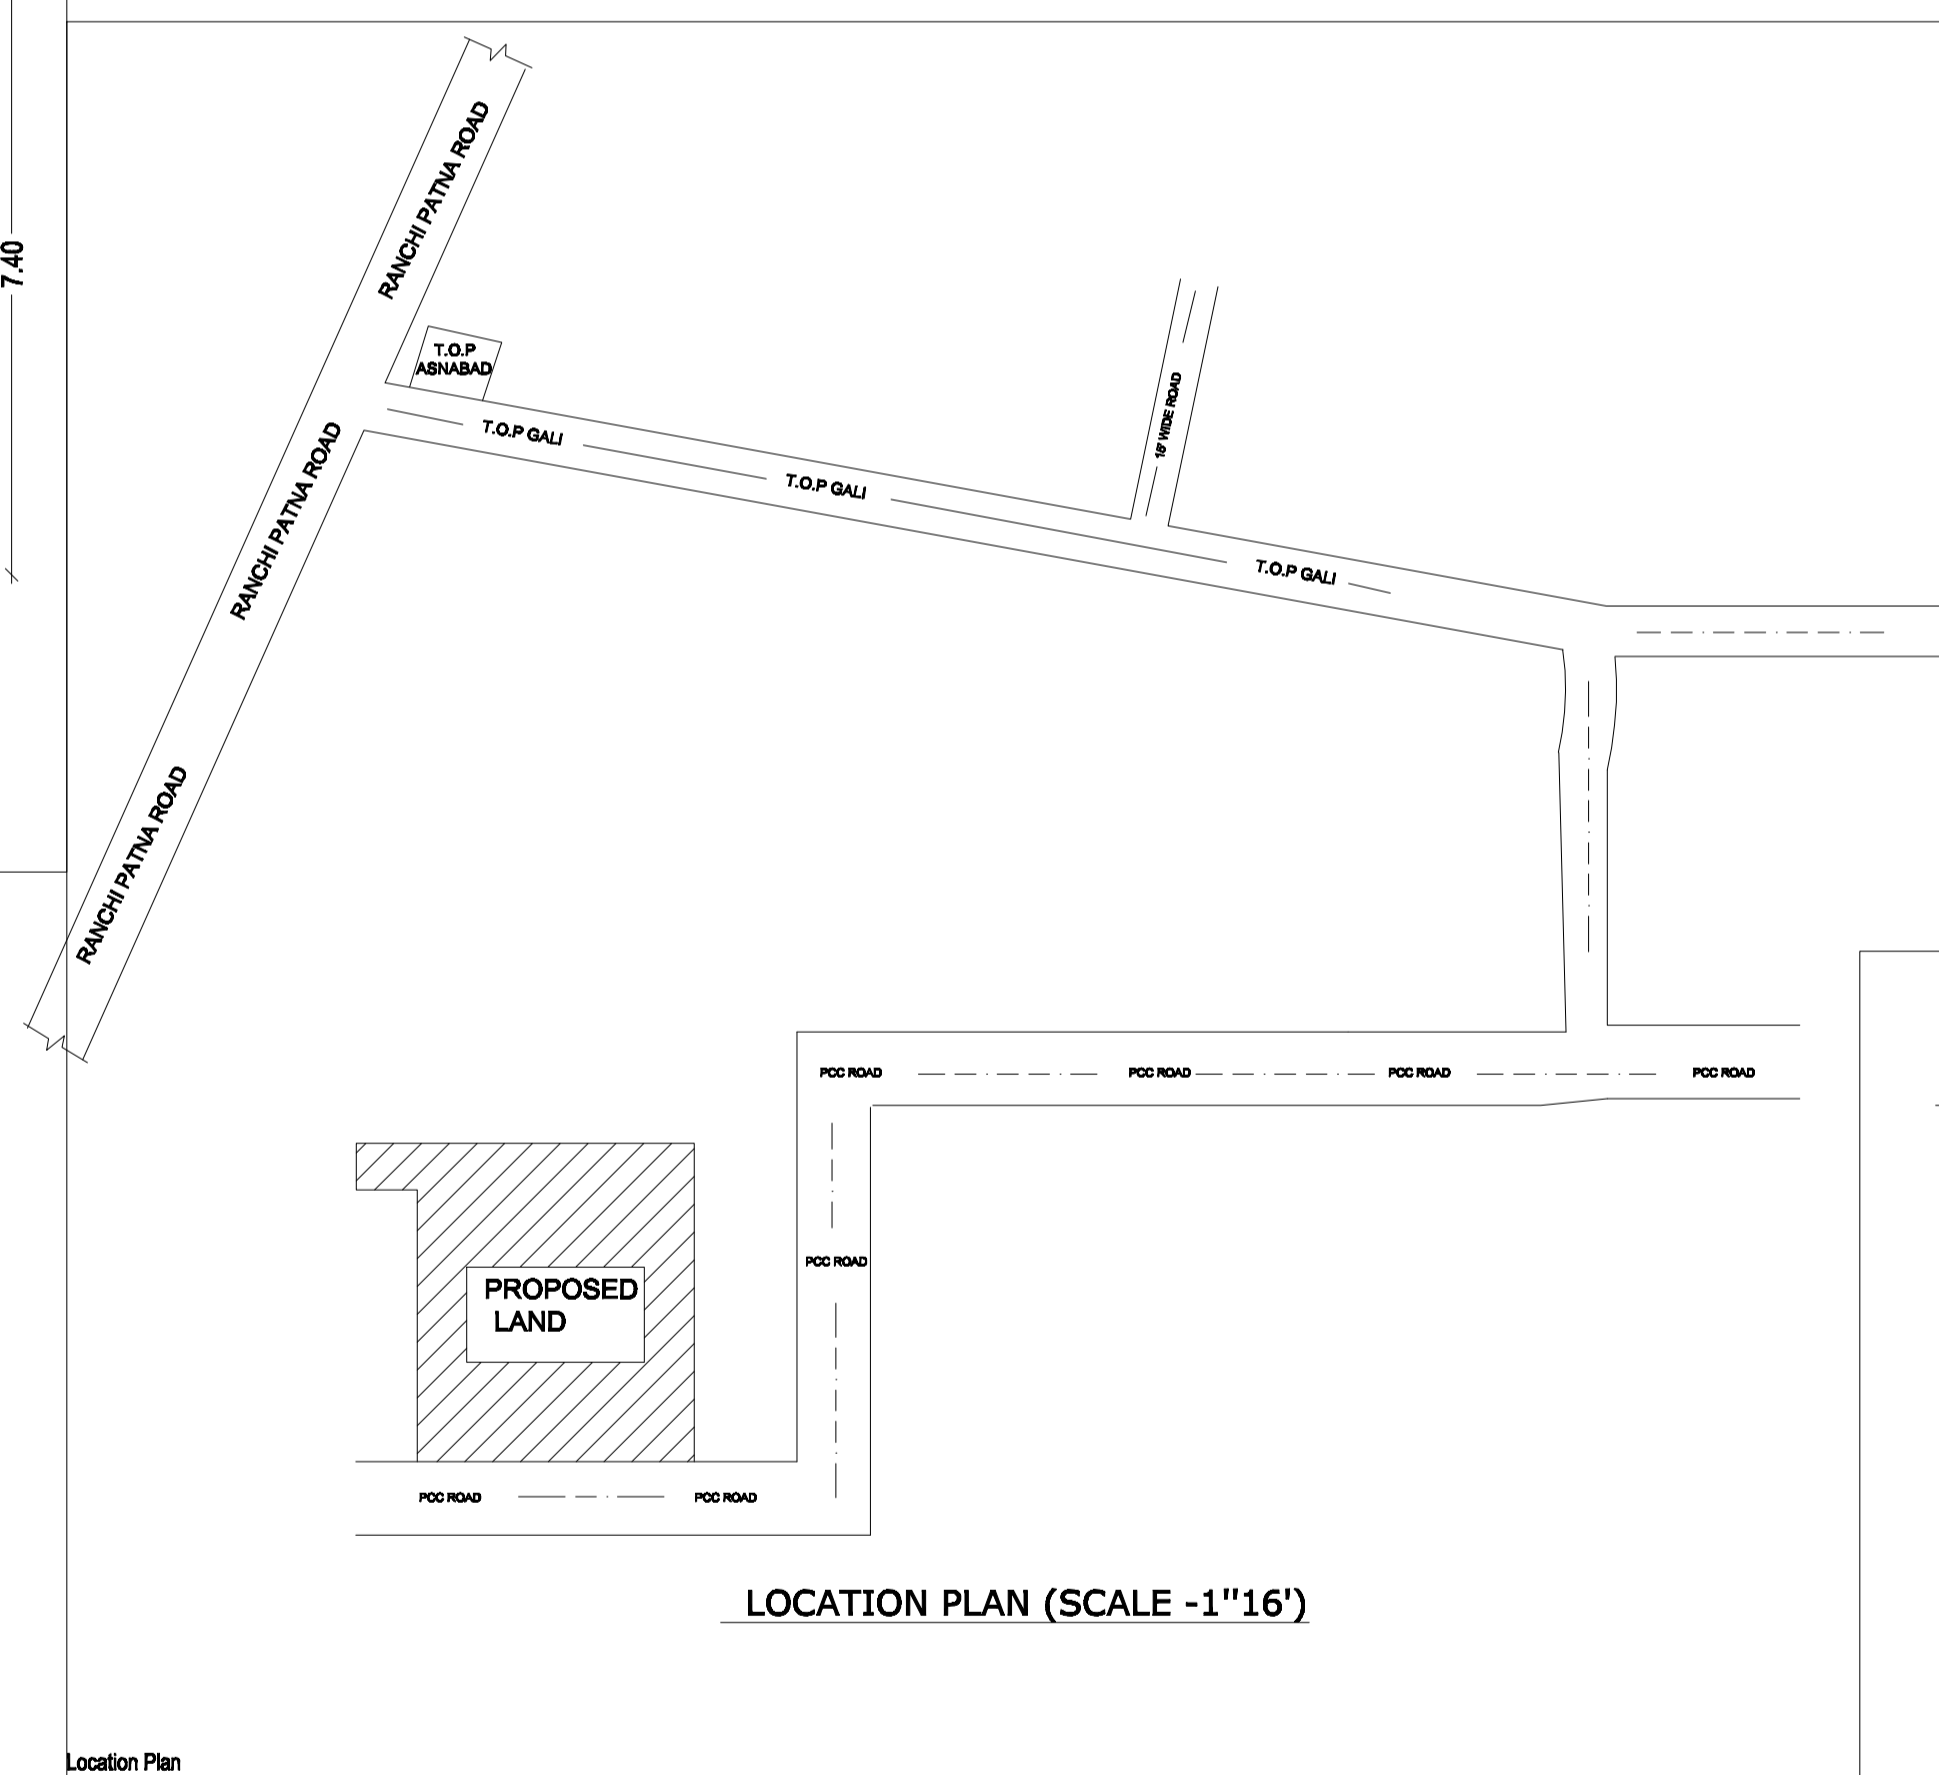 RANCHI PATNA ROAD
7.40
T.O.P
ASNABAD
T.O.P GALI
RANCHI PATNA ROAD
T.O.P GALI
WIDE ROAD
T.O.P GALI
RANCHI PATNA ROAD
PCC ROAD
PCC ROAD
PCC ROAD
PCC ROAD
PCC ROAD
PROPOSED
LAND
PCC ROAD
PCC ROAD
LOCATION PLAN (SCALE -1"16')
Location Plan